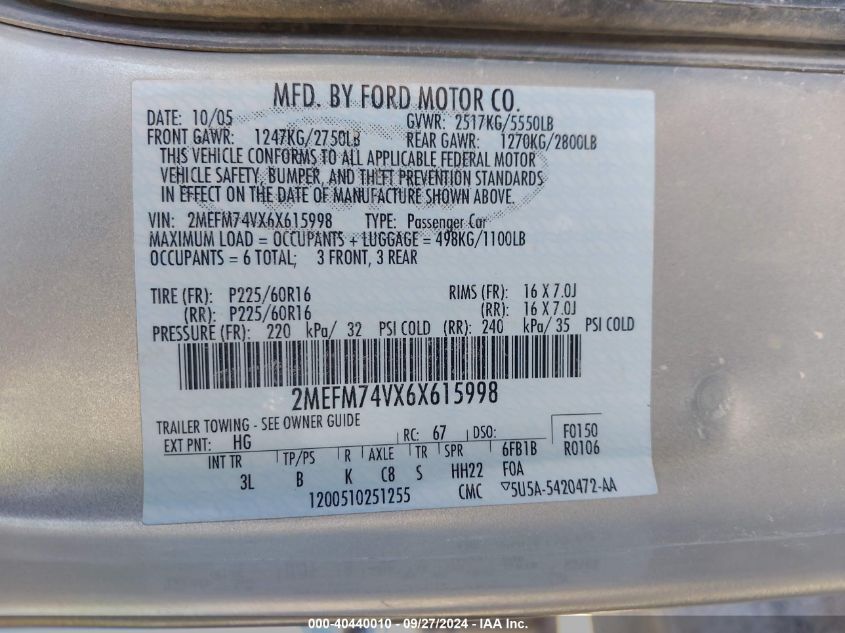 MFD. BY FORD MOTOR CO.
DATE: 10/05 GVWR: 2517KG/5550LB
FRONT GAWR: 1247KG/2750LB REAR GAWR: 1270KG/2800LB
THIS VEHICLE CONFORMS TO ALL APPLICABLE FEDERAL MOTOR
VEHICLE SAFETY, BUMPER, AND THEFT PREVENTION STANDARDS
IN EFFECT ON THE DATE OF MANUFACTURE SHOWN ABOVE.
VIN: 2MEFM74VX6X615998 TYPE: Passenger Car
MAXIMUM LOAD = OCCUPANTS + LUGGAGE = 498KG/1100LB
OCCUPANTS = 6 TOTAL; 3 FRONT, 3 REAR
TIRE (FR): P225/60R16 RIMS (FR): 16 X 7.0J
(RR): P225/60R16 (RR): 16 X 7.0J
PRESSURE (FR): 220 kPa/ 32 PSI COLD (RR): 240 kPa/ 35 PSI COLD
2MEFM74VX6X615998
TRAILER TOWING - SEE OWNER GUIDE
EXT PNT: HG RC: 67 DSO: F0150
INT TR TP/PS R AXLE TR SPR 6FB1B R0106
3L B K C8 S HH22 FOA
1200510251255 CMC ▽5U5A-5420472-AA
000-40440010 - 09/27/2024 - IAA Inc.